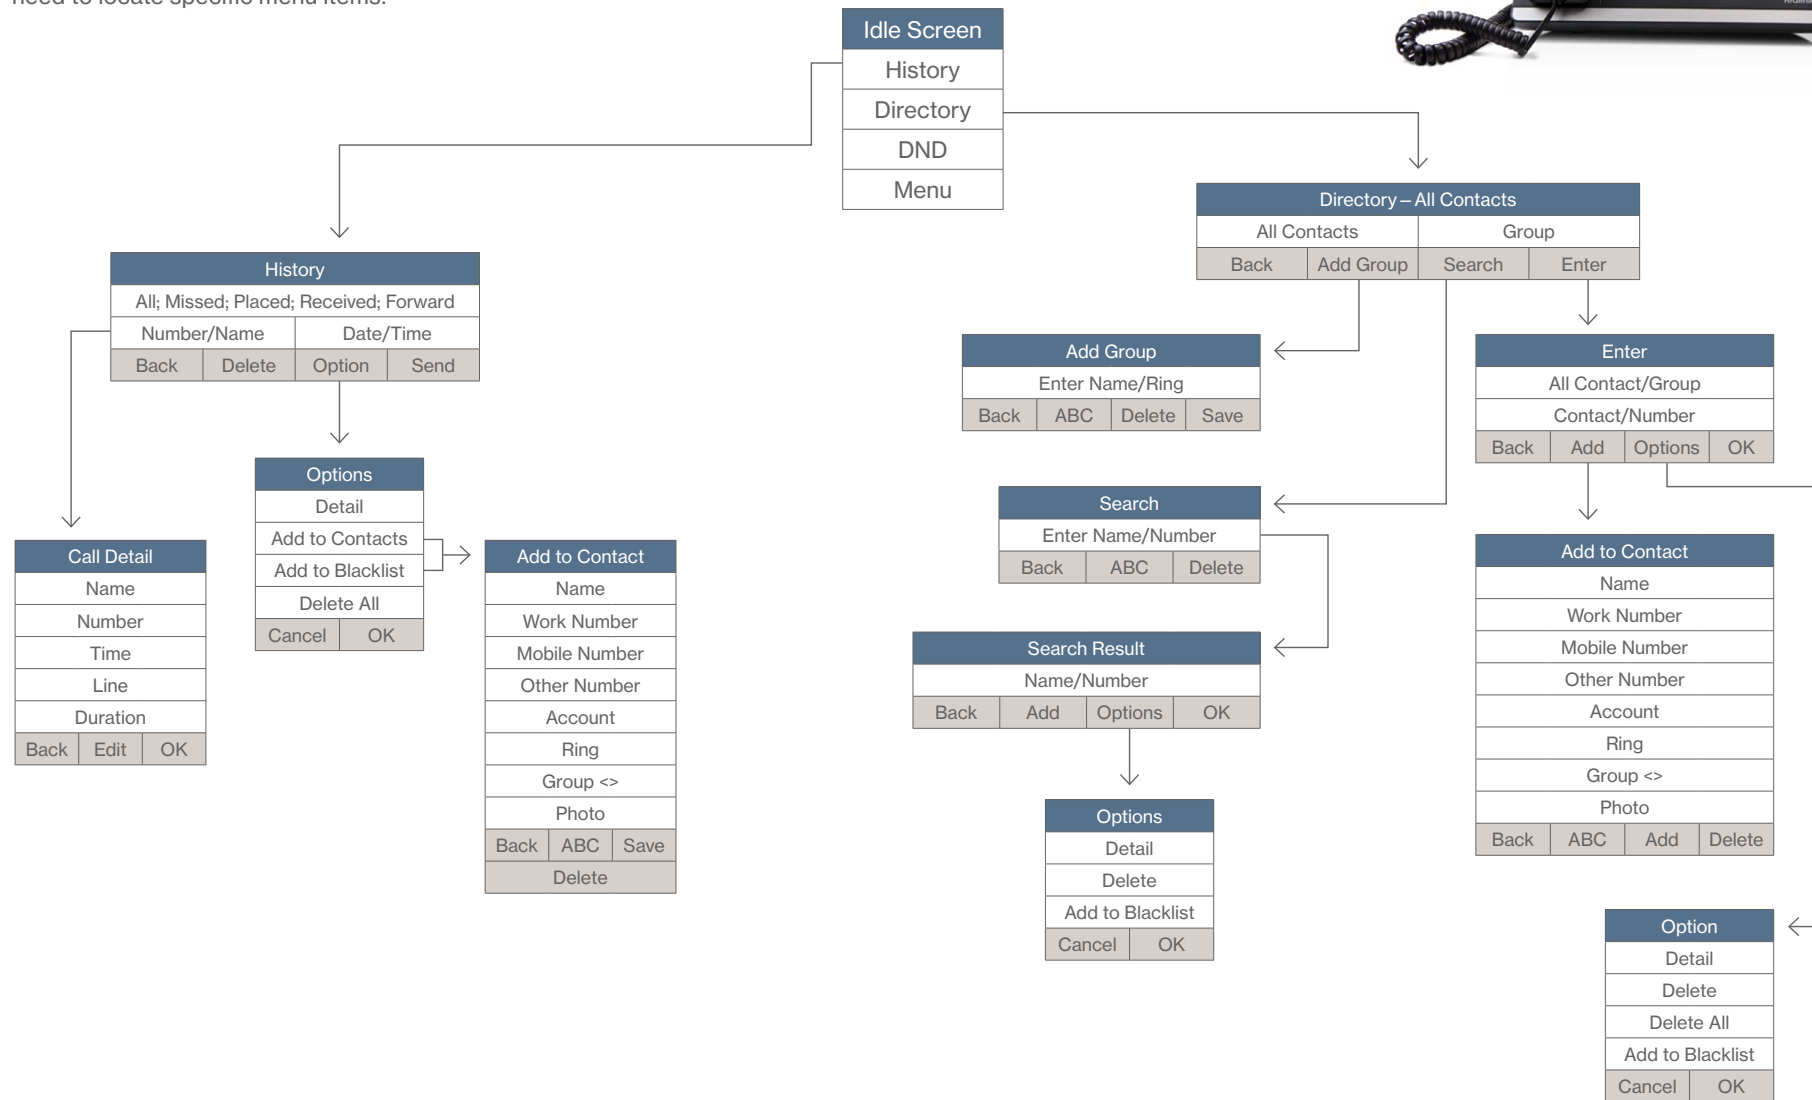 need to locate specific menu items.
Idle Screen
History
Directory
DND
Menu
History
All; Missed; Placed; Received; Forward
Number/Name Date/Time
Back Delete Option Send
Call Detail
Name
Number
Time
Line
Duration
Back Edit OK
Options
Detail
Add to Contacts
Add to Blacklist
Delete All
Cancel OK
Add to Contact
Name
Work Number
Mobile Number
Other Number
Account
Ring
Group <>
Photo
Back ABC Save
Delete
Directory – All Contacts
All Contacts Group
Back Add Group Search Enter
Add Group
Enter Name/Ring
Back ABC Delete Save
Search
Enter Name/Number
Back ABC Delete
Search Result
Name/Number
Back Add Options OK
Options
Detail
Delete
Add to Blacklist
Cancel OK
Enter
All Contact/Group
Contact/Number
Back Add Options OK
Add to Contact
Name
Work Number
Mobile Number
Other Number
Account
Ring
Group <>
Photo
Back ABC Add Delete
Option
Detail
Delete
Delete All
Add to Blacklist
Cancel OK